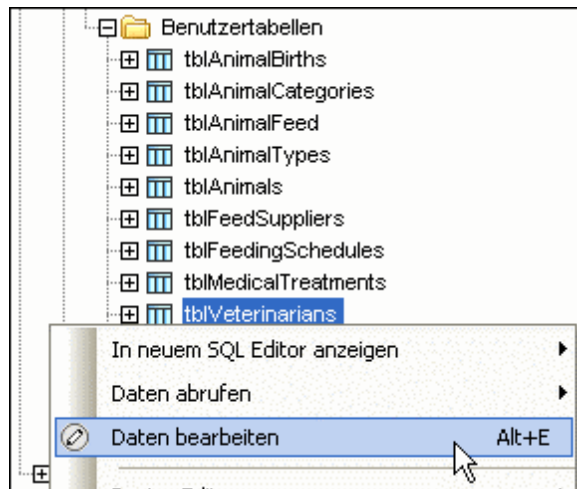 Benutzertabellen
tblAnimalBirths
tblAnimalCategories
tblAnimalFeed
tblAnimalTypes
tblAnimals
tblFeedSuppliers
tblFeedingSchedules
tblMedicalTreatments
tblVeterinarians
In neuem SQL Editor anzeigen
Daten abrufen
Daten bearbeiten Alt+E